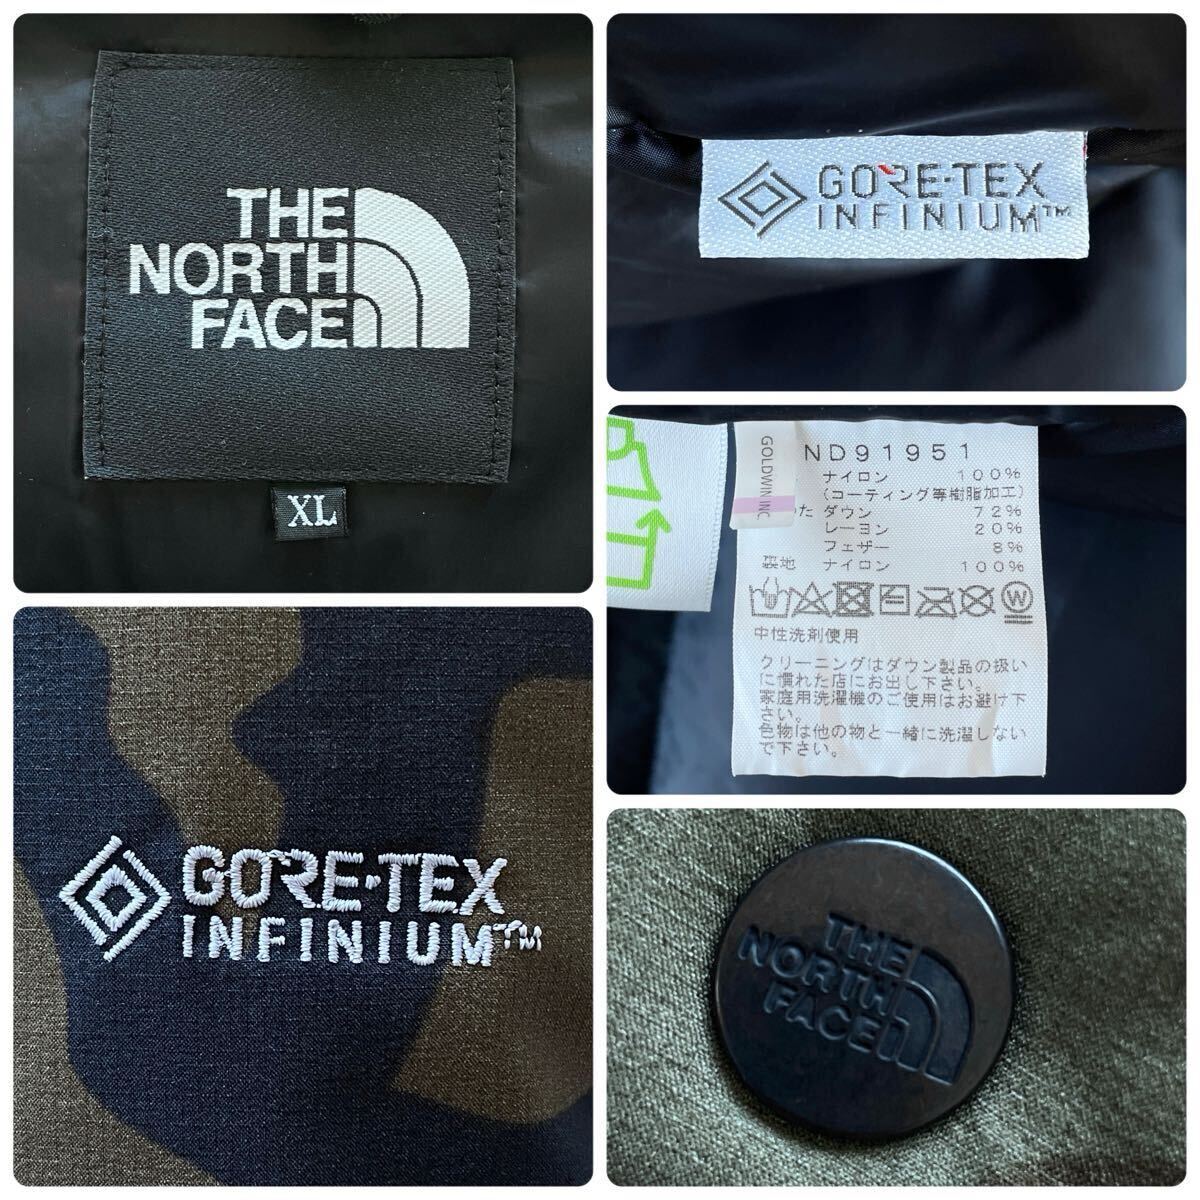 THE
NORTH
FACE
XL
GORE-TEX
INFINIUM™
GOLDWIN INC.
ND91951
ナイロン 100%
(コーティング等樹脂加工)
た ダウン 72%
レーヨン 20%
フェザー 8%
裏地 ナイロン 100%
W
中性洗剤使用
クリーニングはダウン製品の扱い
に慣れた店にお出し下さい。
家庭用洗濯機のご使用はお避け下
さい。
色物は他の物と一緒に洗濯しない
で下さい。
GORE-TEX
INFINIUM™
THE
NORTH
FACE